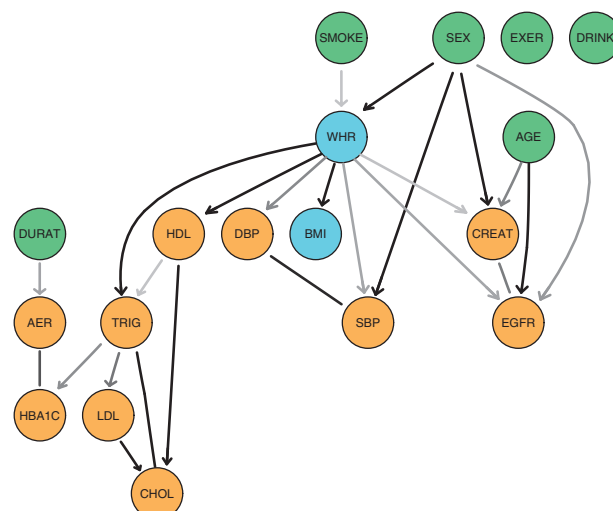 SMOKE SEX EXER DRINK
WHR AGE
DURAT HDL DBP BMI CREAT
AER TRIG SBP EGFR
HBA1C LDL
CHOL